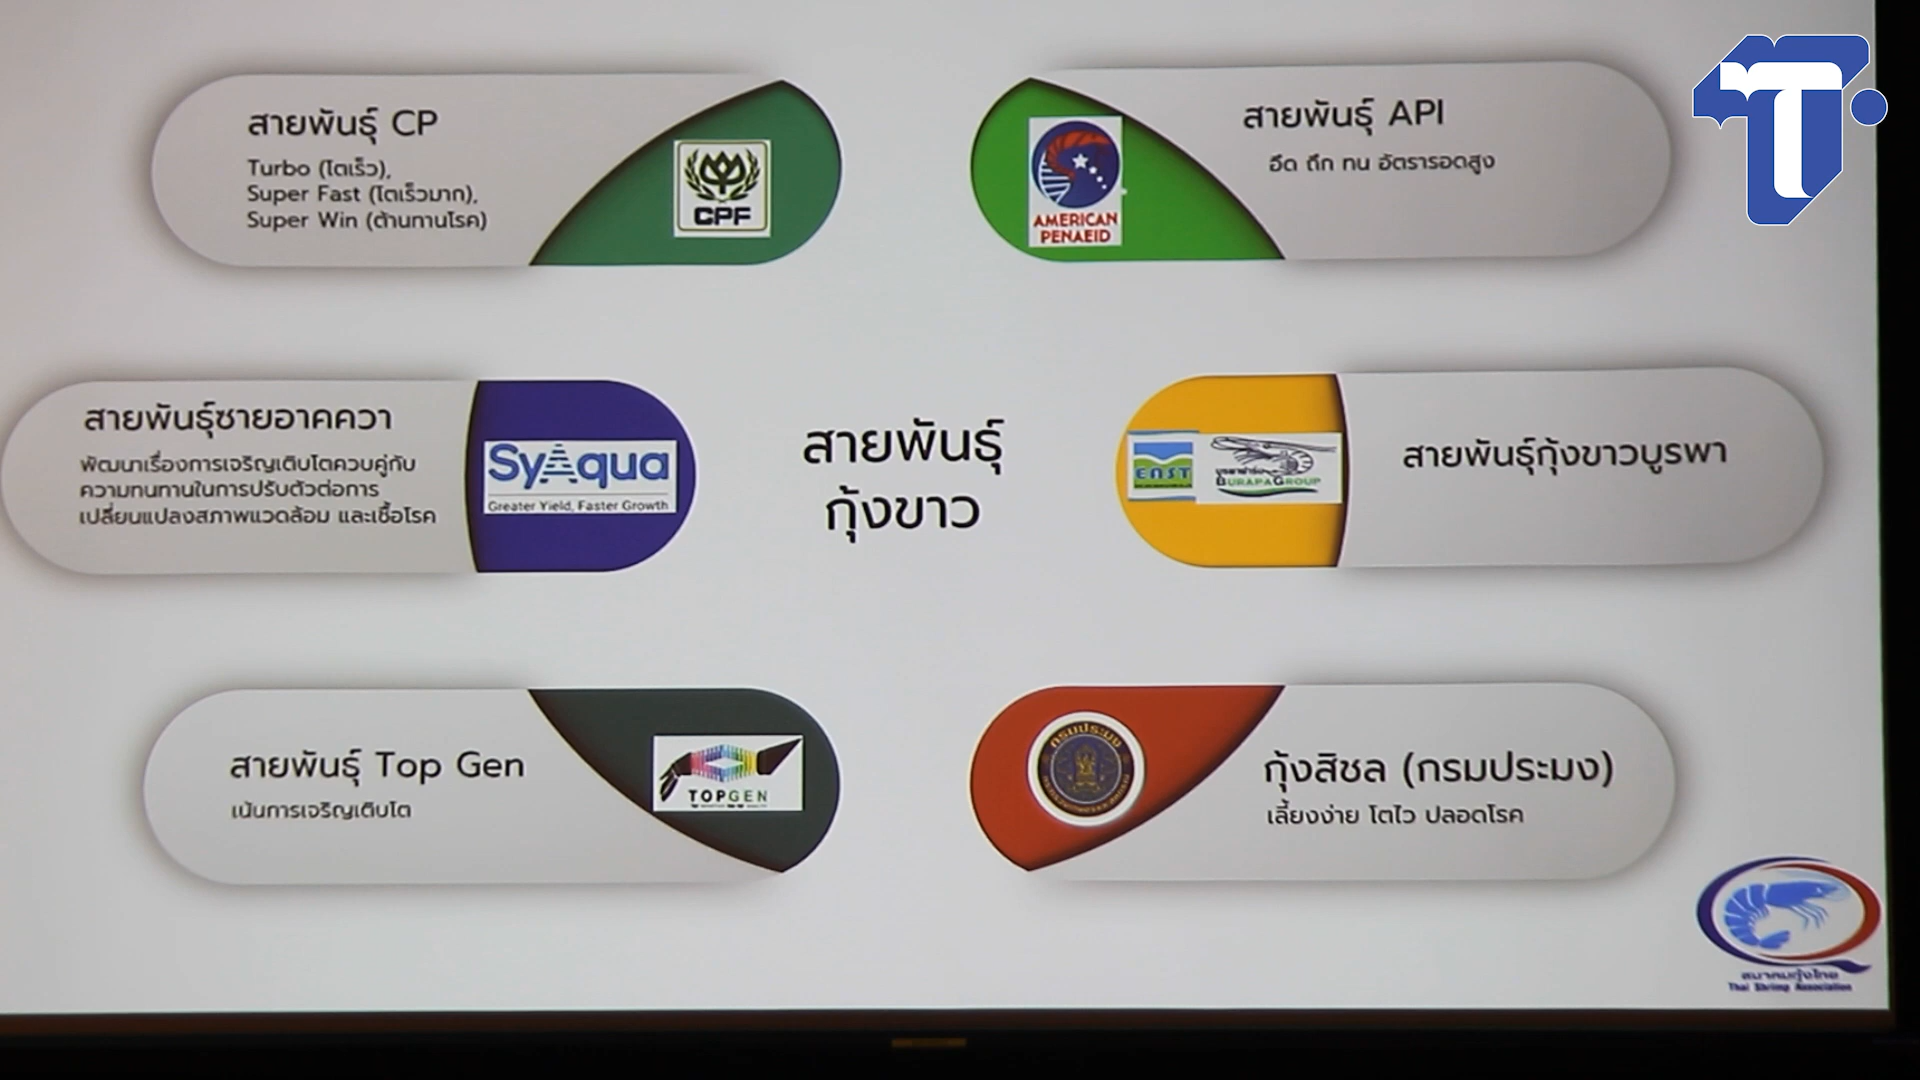 สายพันธุ์ CP
Turbo (โตเร็ว),
Super Fast (โตเร็วมาก),
Super Win (ต้านทานโรค)
CPF
สายพันธุ์ API
อึด ถึก ทน อัตรารอดสูง
AMERICAN
PENAEID
T
สายพันธุ์ซายอาคควา
พัฒนาเรื่องการเจริญเติบโตควบคู่กับ
ความทนทานในการปรับตัวต่อการ
เปลี่ยนแปลงสภาพแวดล้อม และเชื้อโรค
SyAqua
Greater Yield, Faster Growth
สายพันธุ์
กุ้งขาว
EAST
BURAPAGROUP
สายพันธุ์กุ้งขาวบูรพา
สายพันธุ์ Top Gen
เน้นการเจริญเติบโต
TOPGEN
กรมประมง
กุ้งสิชล (กรมประมง)
เลี้ยงง่าย โตไว ปลอดโรค
สมาคมกุ้งไทย
Thai Shrimp Association